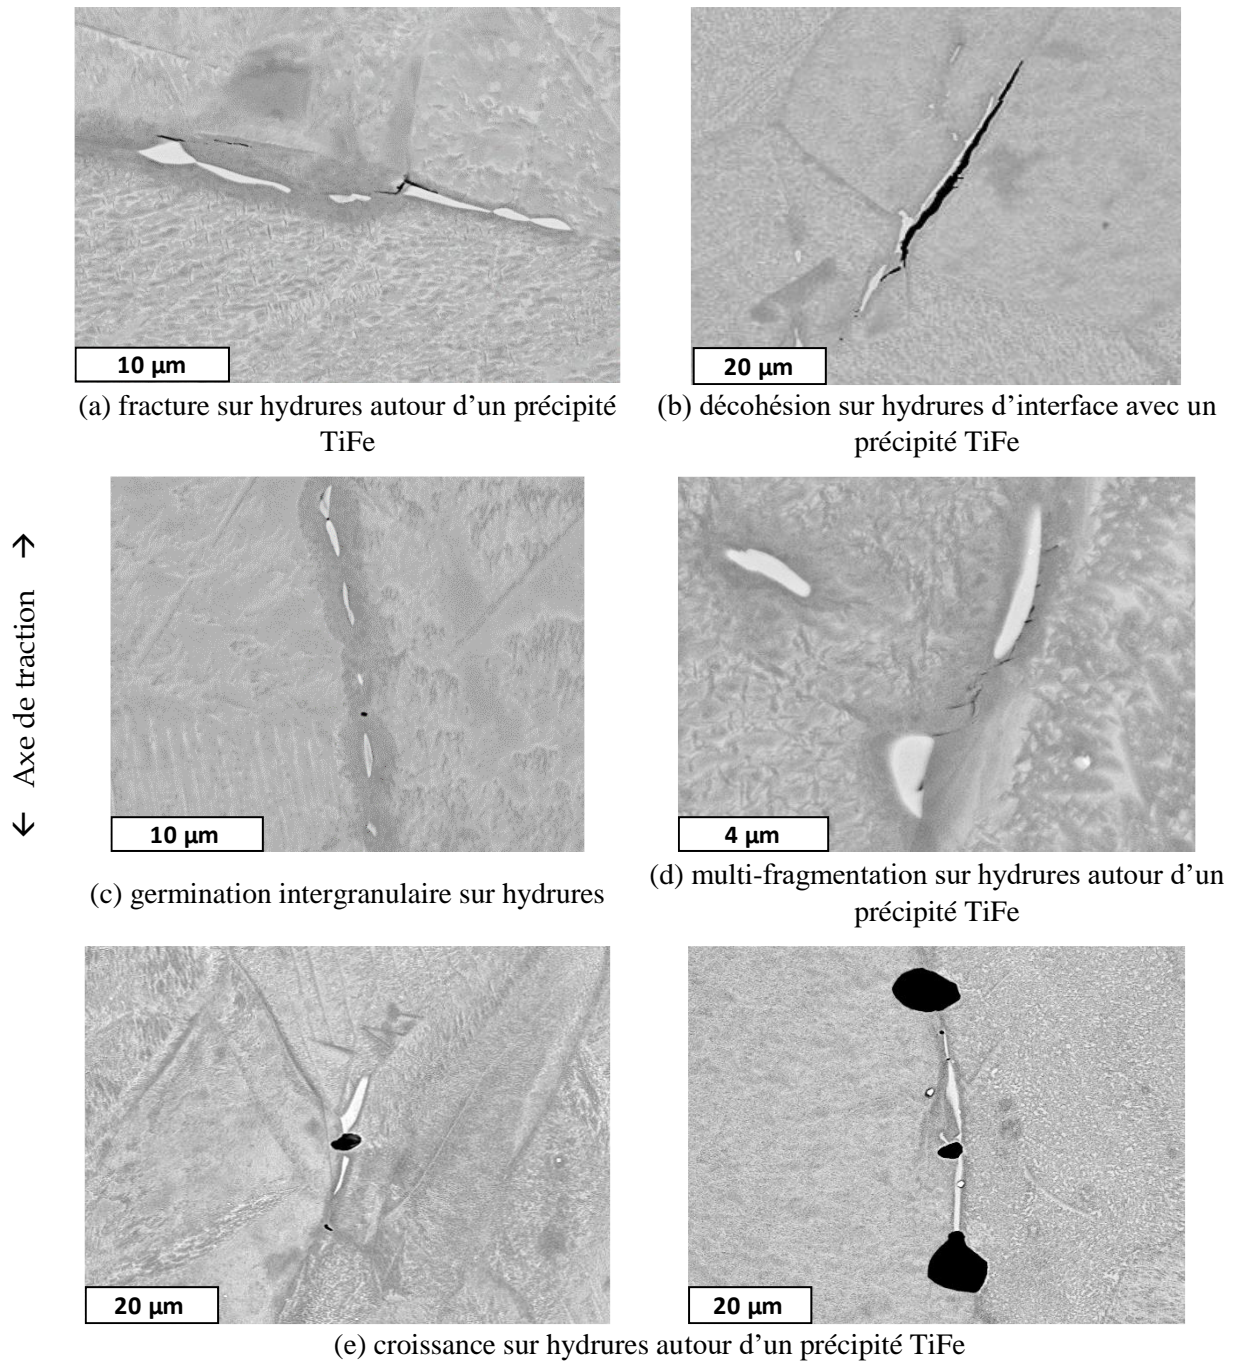 10 µm
20 µm
(a) fracture sur hydrures autour d’un précipité
TiFe
(b) décohésion sur hydrures d’interface avec un
précipité TiFe
← Axe de traction →
10 µm
4 µm
(c) germination intergranulaire sur hydrures
(d) multi-fragmentation sur hydrures autour d’un
précipité TiFe
20 µm
20 µm
(e) croissance sur hydrures autour d’un précipité TiFe